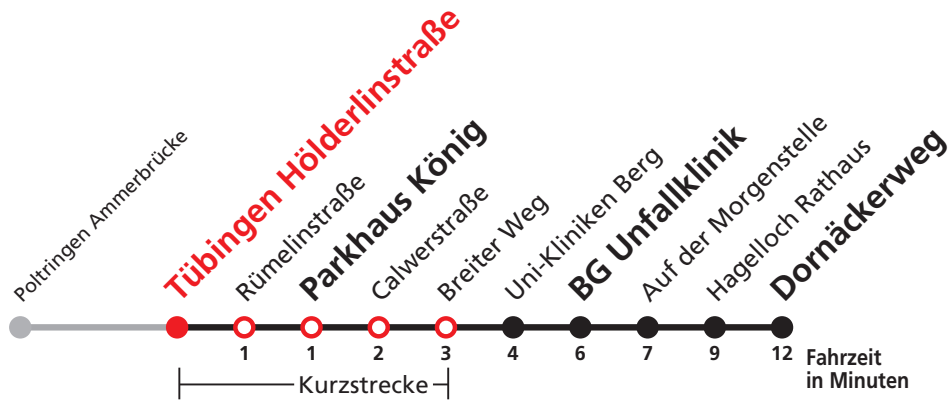 Poltringen Ammerbrücke
Tübingen Hölderlinstraße
Rümelinstraße
Parkhaus König
Calwerstraße
Breiter Weg
Uni-Kliniken Berg
BG Unfallklinik
Auf der Morgenstelle
Hagelloch Rathaus
Dornäckerweg
1 1 2 3 4 6 7 9 12
Fahrzeit
in Minuten
Kurzstrecke